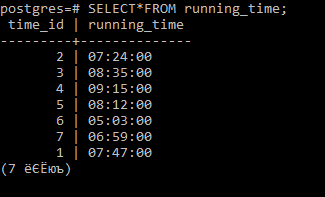 postgres=# SELECT*FROM running_time;
time_id | running_time
---------+--------------
2 | 07:24:00
3 | 08:35:00
4 | 09:15:00
5 | 08:12:00
6 | 05:03:00
7 | 06:59:00
1 | 07:47:00
(7 ёЄЁюъ)